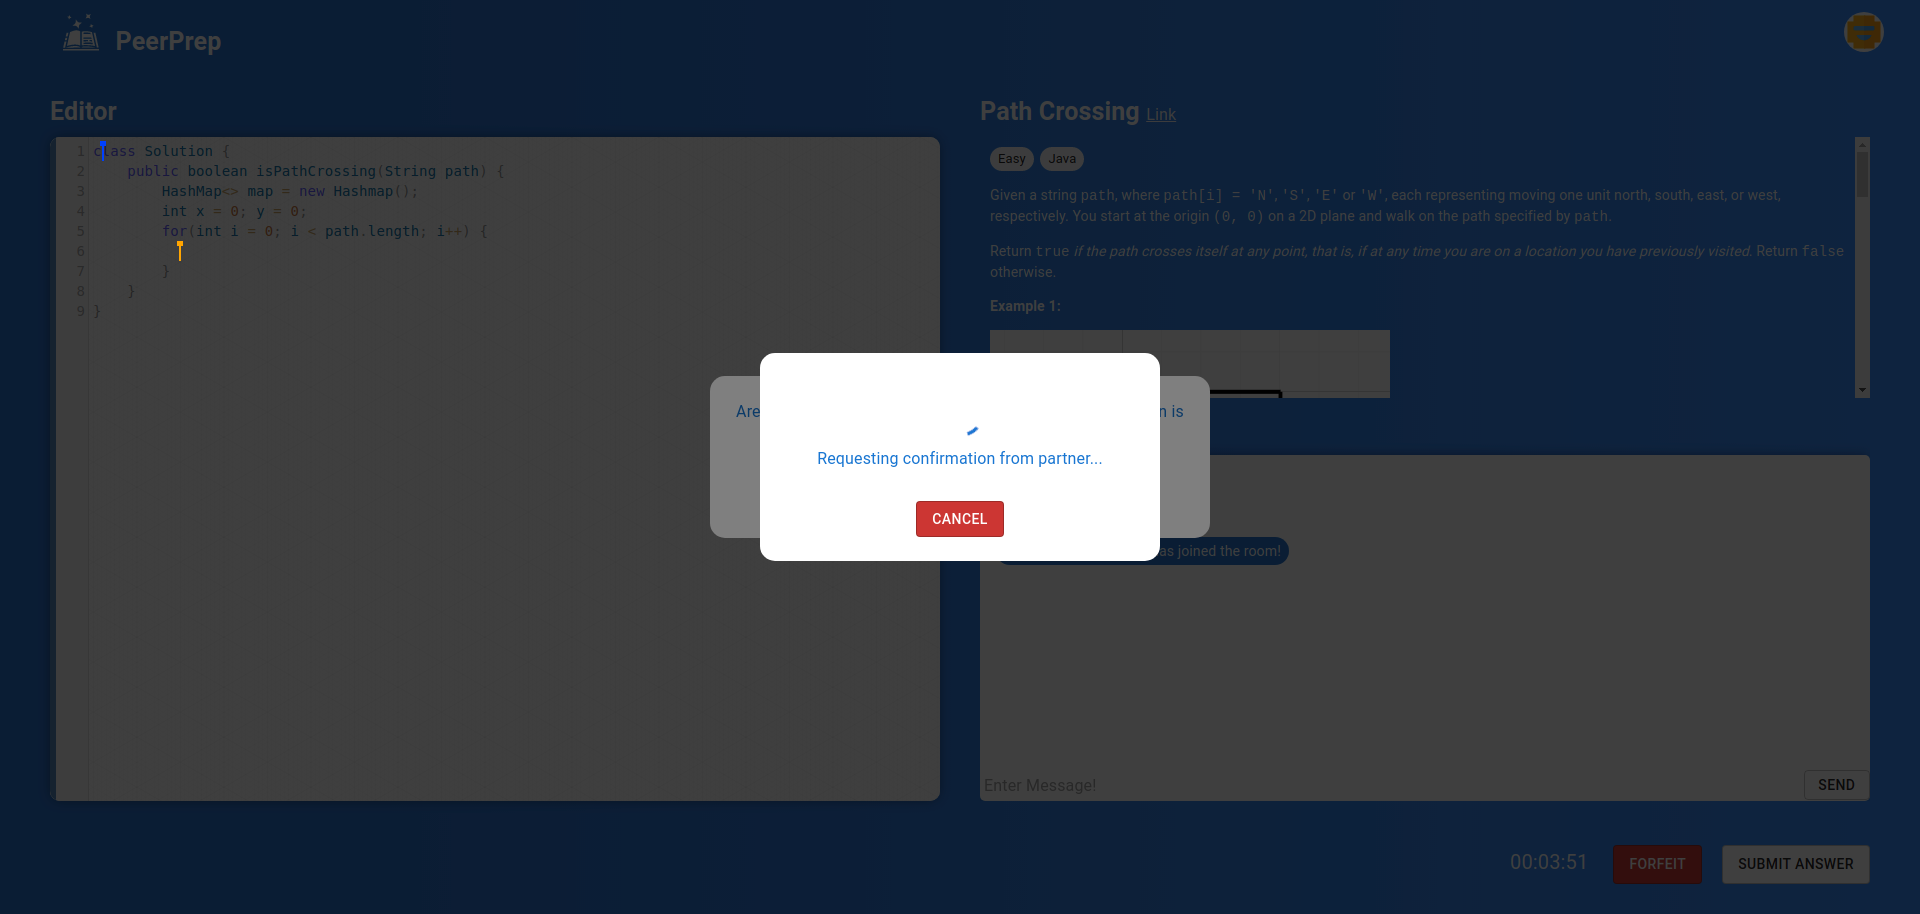 PeerPrep
Editor
1 class Solution {
2 public boolean isPathCrossing(String path) {
3 HashMap<> map = new Hashmap();
4 int x = 0; y = 0;
5 for(int i = 0; i < path.length; i++) {
6
7 }
8 }
9 }
Path Crossing Link
Easy Java
Given a string path, where path[i] = 'N','S','E' or 'W', each representing moving one unit north, south, east, or west,
respectively. You start at the origin (0, 0) on a 2D plane and walk on the path specified by path.
Return true if the path crosses itself at any point, that is, if at any time you are on a location you have previously visited. Return false
otherwise.
Example 1:
Are
n is
Requesting confirmation from partner...
CANCEL
as joined the room!
Enter Message!
SEND
00:03:51
FORFEIT
SUBMIT ANSWER